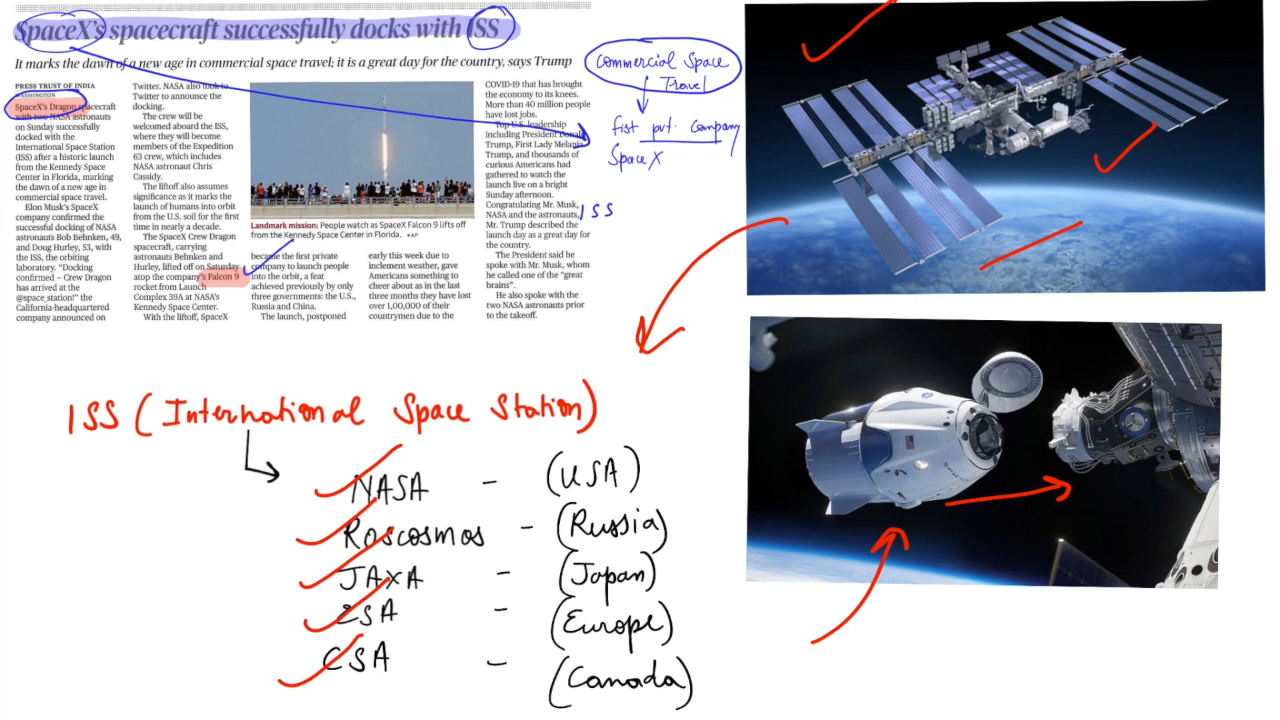 SpaceX's spacecraft successfully docks with ISS
It marks the dawn of a new age in commercial space travel; it is a great day for the country, says Trump
PRESS TRUST OF INDIA
WASHINGTON
SpaceX's Dragon spacecraft
with two NASA astronauts
on Sunday successfully
docked with the
International Space Station
(ISS) after a historic launch
from the Kennedy Space
Center in Florida, marking
the dawn of a new age in
commercial space travel.
Elon Musk's SpaceX
company confirmed the
successful docking of NASA
astronauts Bob Behnken, 49,
and Doug Hurley, 53, with
the ISS, the orbiting
laboratory. "Docking
confirmed – Crew Dragon
has arrived at the
@space_station!" the
California-headquartered
company announced on
Twitter. NASA also took to
Twitter to announce the
docking.
The crew will be
welcomed aboard the ISS,
where they will become
members of the Expedition
63 crew, which includes
NASA astronaut Chris
Cassidy.
The liftoff also assumes
significance as it marks the
launch of humans into orbit
from the U.S. soil for the first
time in nearly a decade.
The SpaceX Crew Dragon
spacecraft, carrying
astronauts Behnken and
Hurley, lifted off on Saturday
atop the company's Falcon 9
rocket from Launch
Complex 39A at NASA's
Kennedy Space Center.
With the liftoff, SpaceX
Landmark mission: People watch as SpaceX Falcon 9 lifts off
from the Kennedy Space Center in Florida. •AP
became the first private
company to launch people
into the orbit, a feat
achieved previously by only
three governments: the U.S.,
Russia and China.
The launch, postponed
early this week due to
inclement weather, gave
Americans something to
cheer about as in the last
three months they have lost
over 1,00,000 of their
countrymen due to the
COVID-19 that has brought
the economy to its knees.
More than 40 million people
have lost jobs.
Top U.S. leadership
including President Donald
Trump, First Lady Melania
Trump, and thousands of
curious Americans had
gathered to watch the
launch live on a bright
Sunday afternoon.
Congratulating Mr. Musk,
NASA and the astronauts,
Mr. Trump described the
launch day as a great day for
the country.
The President said he
spoke with Mr. Musk, whom
he called one of the "great
brains".
He also spoke with the
two NASA astronauts prior
to the takeoff.
Commercial Space
Travel
fist pvt. company
SpaceX
ISS
ISS (International Space Station)
NASA - (USA)
Roscosmos - (Russia)
JAXA - (Japan)
ESA - (Europe)
CSA - (Canada)